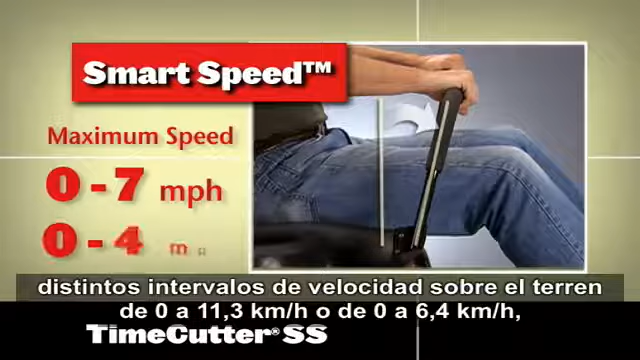 Smart Speed™
Maximum Speed
0 - 7 mph
0 - 4 m
distintos intervalos de velocidad sobre el terren
de 0 a 11,3 km/h o de 0 a 6,4 km/h,
TimeCutter® SS